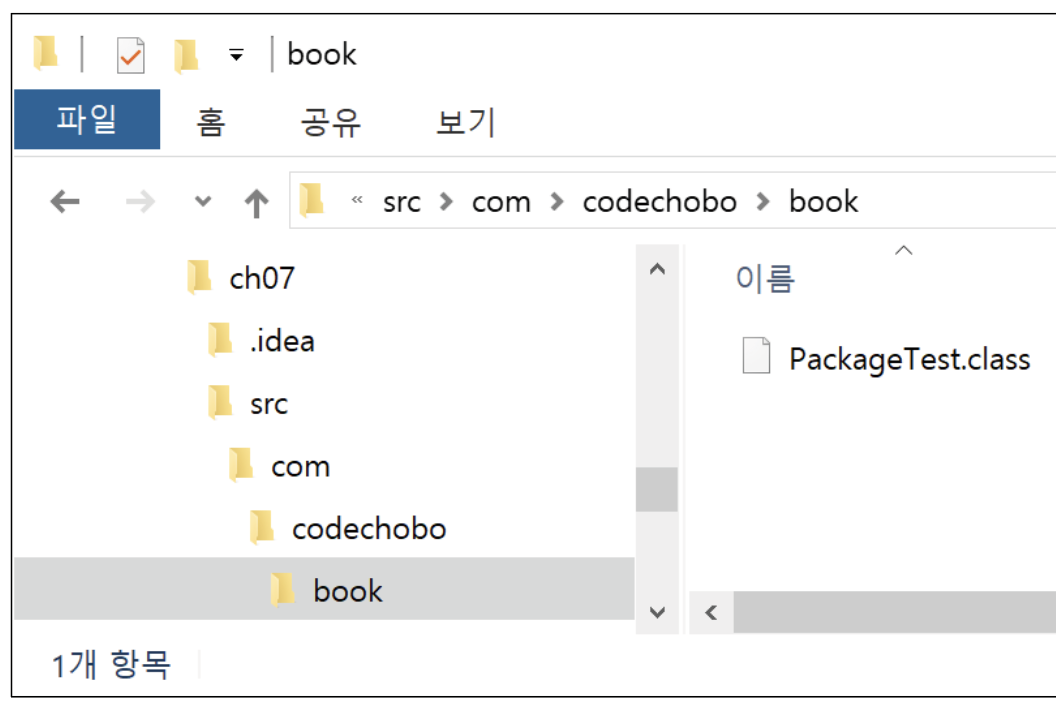 book
파일 홈 공유 보기
« src > com > codechobo > book
ch07
.idea
src
com
codechobo
book
이름
PackageTest.class
1개 항목